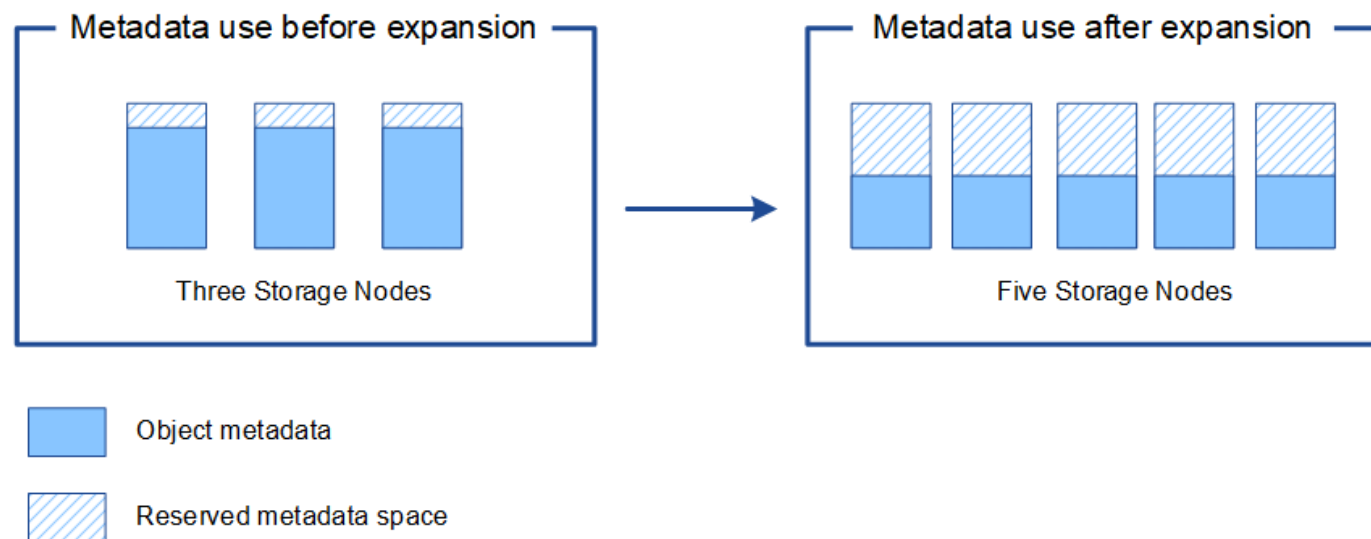 Metadata use before expansion
Metadata use after expansion
Three Storage Nodes
Five Storage Nodes
Object metadata
Reserved metadata space